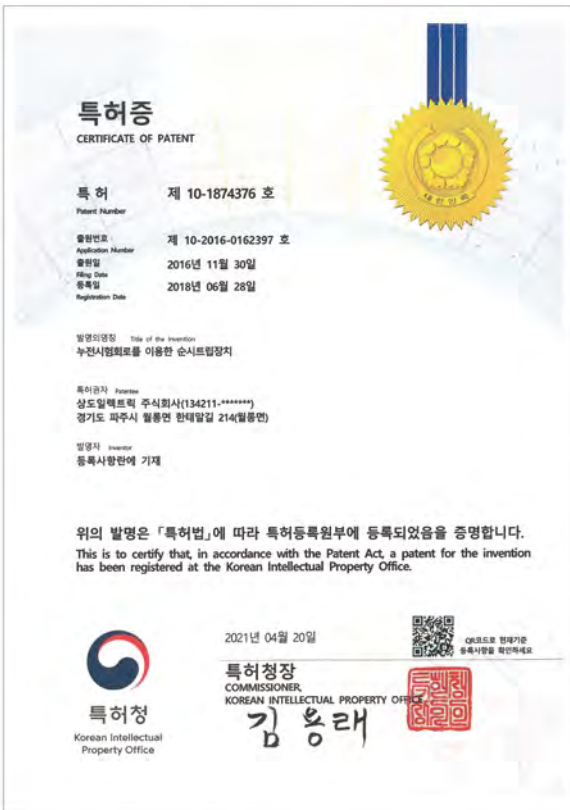 특허증
CERTIFICATE OF PATENT
특 허 제 10-1874376 호
Patent Number
출원번호 제 10-2016-0162397 호
Application Number
출원일 2016년 11월 30일
Filing Date
등록일 2018년 06월 28일
Registration Date
발명의명칭 Title of the Invention
누전시험회로를 이용한 순시트립장치
특허권자 Patentee
상도일렉트릭 주식회사(134211-*******)
경기도 파주시 월롱면 한태말길 214(월롱면)
발명자 Inventor
등록사항란에 기재
위의 발명은 「특허법」에 따라 특허등록원부에 등록되었음을 증명합니다.
This is to certify that, in accordance with the Patent Act, a patent for the invention
has been registered at the Korean Intellectual Property Office.
2021년 04월 20일
QR코드로 현재기준
등록사항을 확인하세요
특허청장
COMMISSIONER,
KOREAN INTELLECTUAL PROPERTY OFFICE
김용래
특허청
Korean Intellectual
Property Office
대한민국